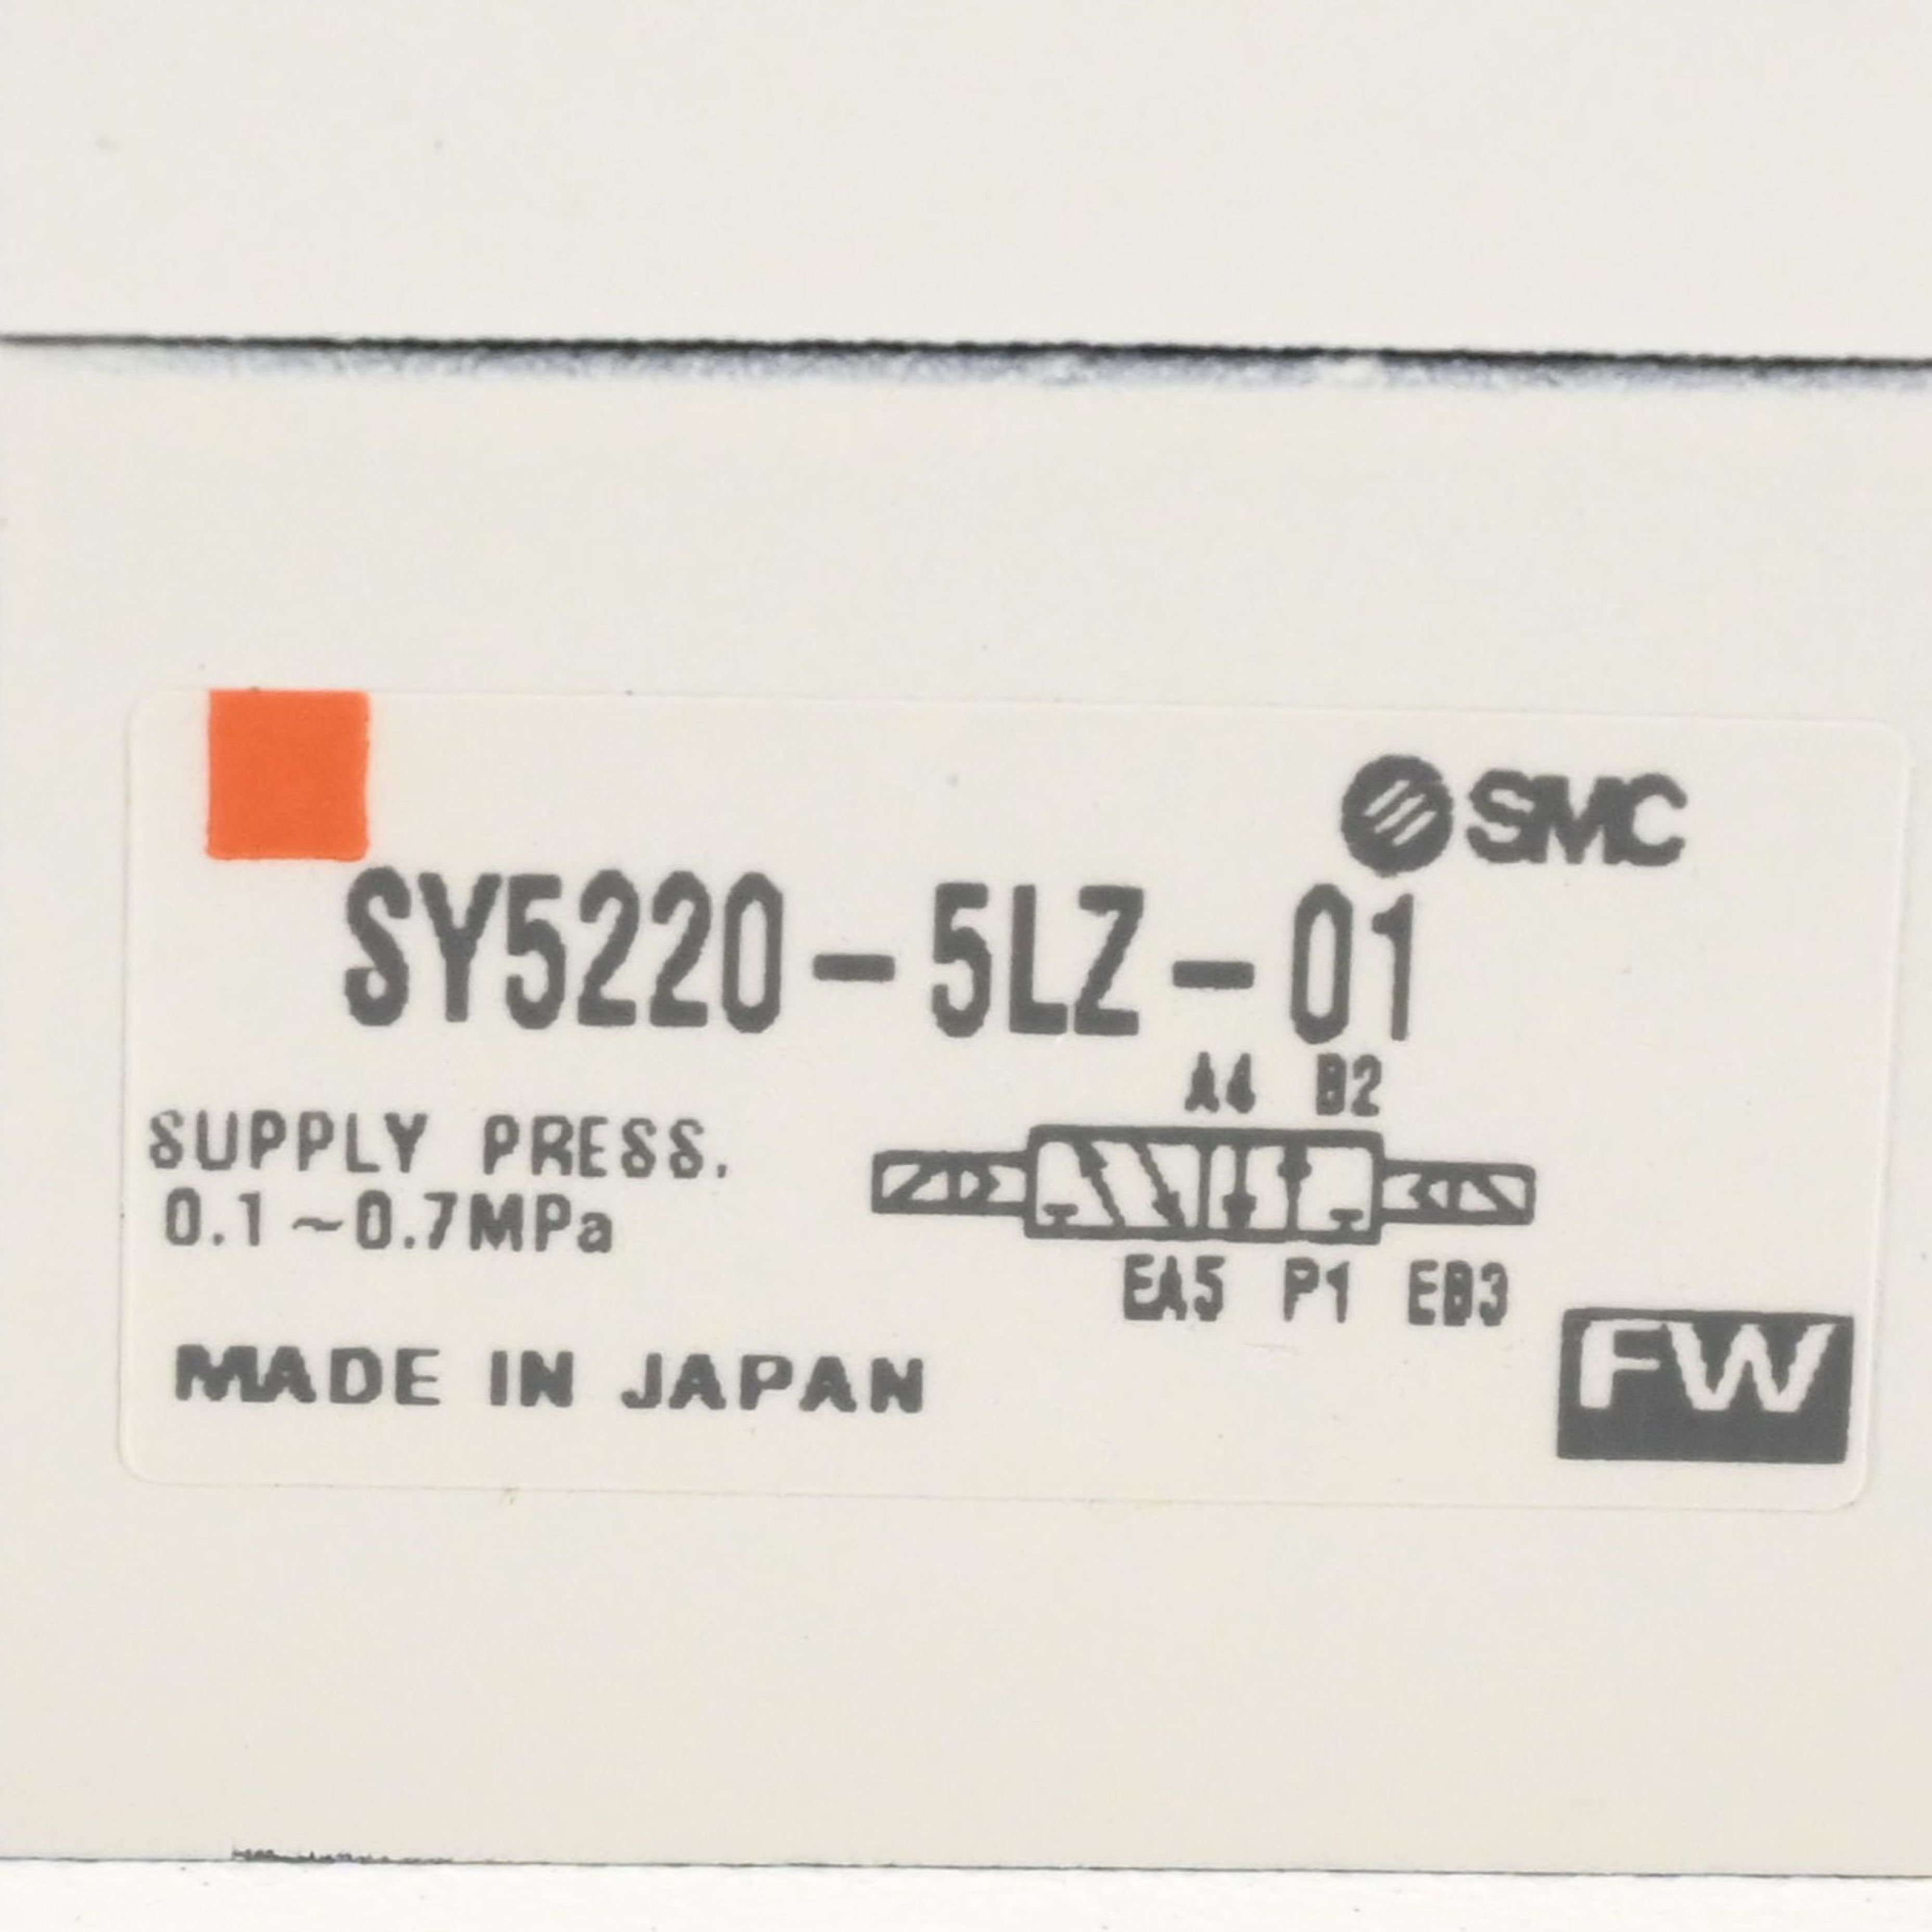 SMC
SY5220-5LZ-01
A4 B2
SUPPLY PRESS.
0.1~0.7MPa
EA5 P1 EB3
MADE IN JAPAN
FW